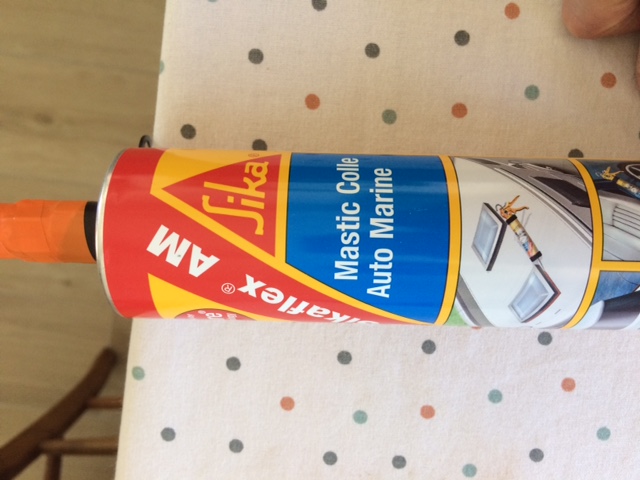 Sika®
Sikaflex® AM
Mastic Colle
Auto Marine